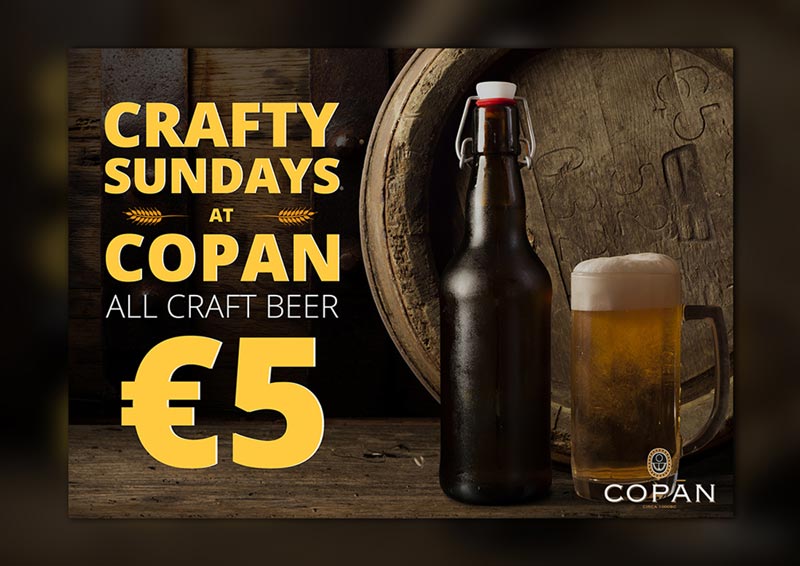 CRAFTY
SUNDAYS
AT
COPAN
ALL CRAFT BEER
€5
COPAN